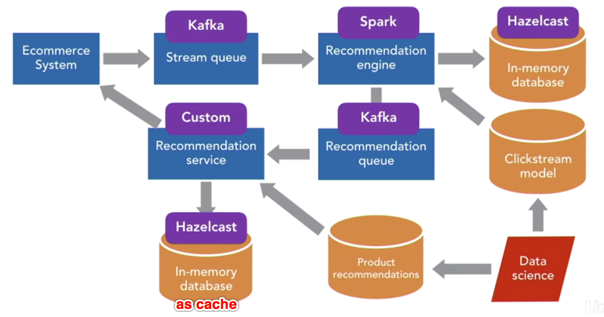 Kafka
Spark
Hazelcast
Ecommerce
System
Stream queue
Recommendation
engine
In-memory
database
Custom
Kafka
Recommendation
service
Recommendation
queue
Clickstream
model
Hazelcast
In-memory
database
as cache
Product
recommendations
Data
science